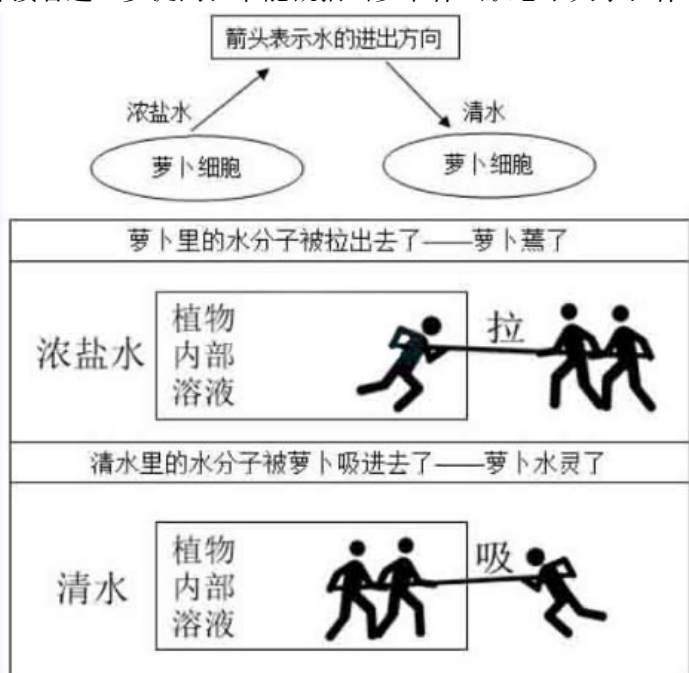 箭头表示水的进出方向
浓盐水
清水
萝卜细胞
萝卜细胞
萝卜里的水分子被拉出去了——萝卜蔫了
浓盐水
植物
内部
溶液
拉
清水里的水分子被萝卜吸进去了——萝卜水灵了
清水
植物
内部
溶液
吸